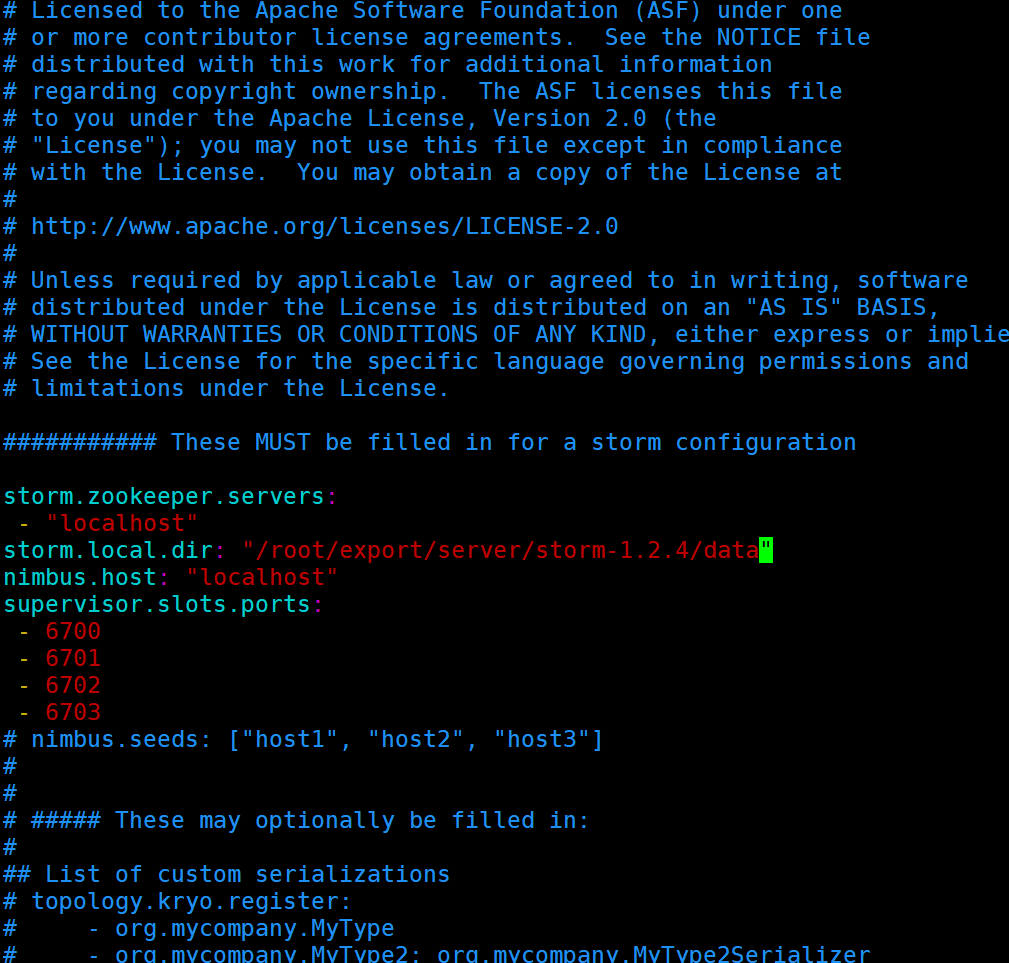 # Licensed to the Apache Software Foundation (ASF) under one
# or more contributor license agreements.  See the NOTICE file
# distributed with this work for additional information
# regarding copyright ownership.  The ASF licenses this file
# to you under the Apache License, Version 2.0 (the
# "License"); you may not use this file except in compliance
# with the License.  You may obtain a copy of the License at
#
# http://www.apache.org/licenses/LICENSE-2.0
#
# Unless required by applicable law or agreed to in writing, software
# distributed under the License is distributed on an "AS IS" BASIS,
# WITHOUT WARRANTIES OR CONDITIONS OF ANY KIND, either express or implie
# See the License for the specific language governing permissions and
# limitations under the License.

########### These MUST be filled in for a storm configuration

storm.zookeeper.servers:
 - "localhost"
storm.local.dir: "/root/export/server/storm-1.2.4/data"
nimbus.host: "localhost"
supervisor.slots.ports:
 - 6700
 - 6701
 - 6702
 - 6703
# nimbus.seeds: ["host1", "host2", "host3"]
#
#
# ##### These may optionally be filled in:
#
## List of custom serializations
# topology.kryo.register:
#     - org.mycompany.MyType
#     - org.mycompany.MyType2: org.mycompany.MyType2Serializer